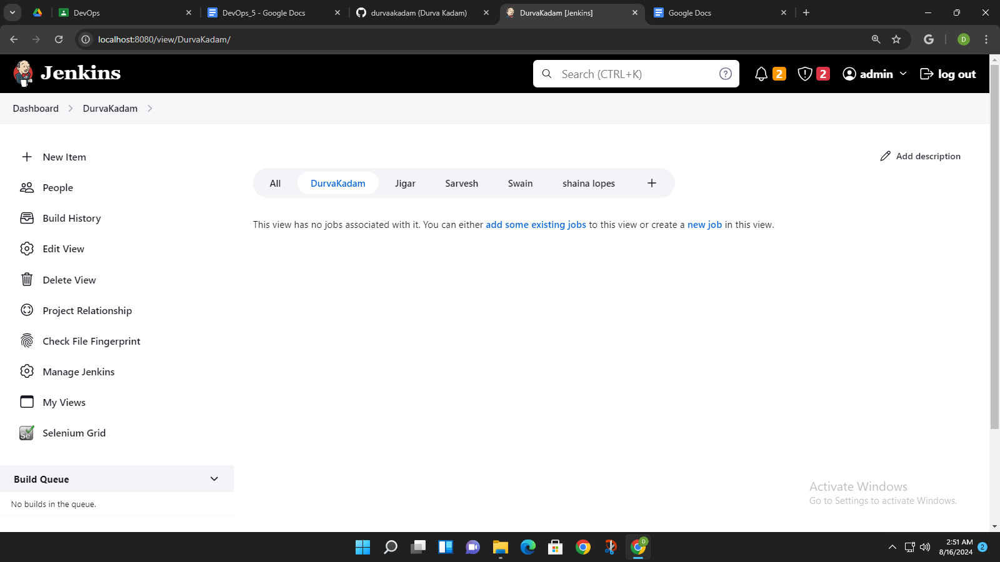 DevOps
DevOps_5 - Google Docs
durvaakadam (Durva Kadam)
DurvaKadam [Jenkins]
Google Docs
localhost:8080/view/DurvaKadam/
D
Jenkins
Search (CTRL+K)
2
2
admin
log out
Dashboard
DurvaKadam
New Item
People
Build History
Edit View
Delete View
Project Relationship
Check File Fingerprint
Manage Jenkins
My Views
Se
Selenium Grid
Build Queue
No builds in the queue.
Add description
All
DurvaKadam
Jigar
Sarvesh
Swain
shaina lopes
This view has no jobs associated with it. You can either add some existing jobs to this view or create a new job in this view.
Activate Windows
Go to Settings to activate Windows.
D
2:51 AM
8/16/2024
2